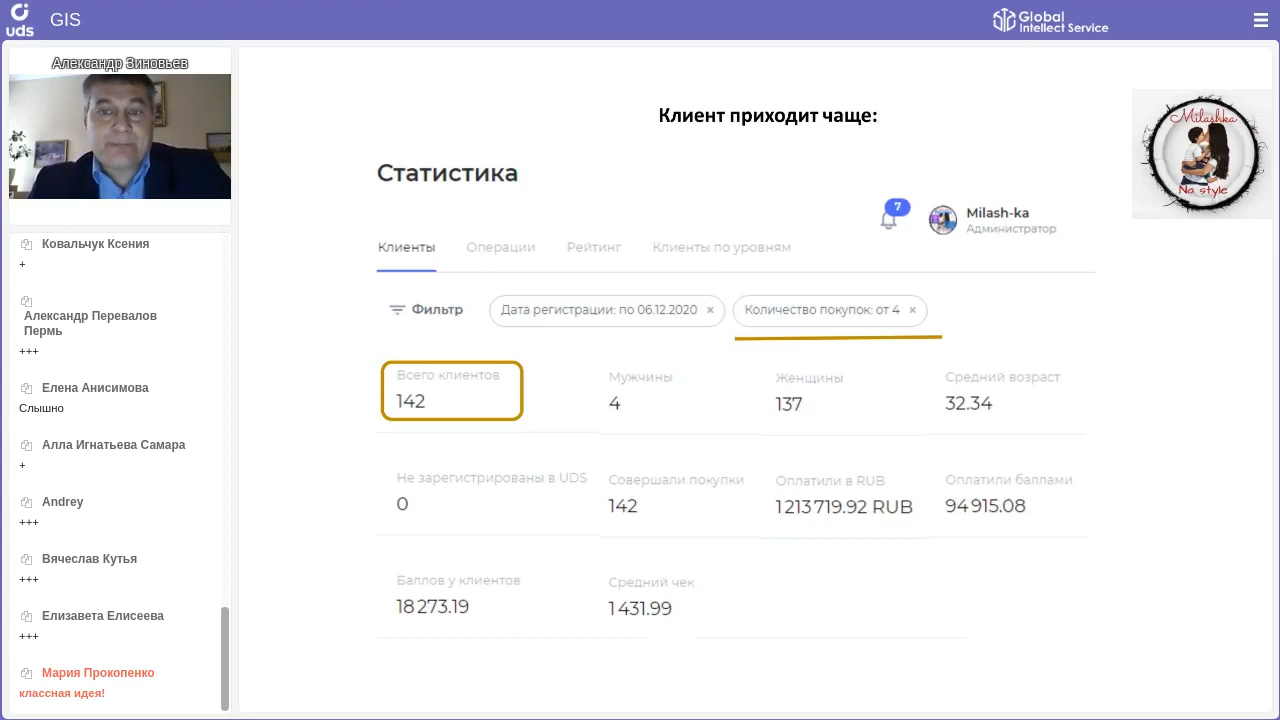 uds
GIS
Global
Intellect Service
Александр Зиновьев
Ковальчук Ксения
+
Александр Перевалов
Пермь
+++
Елена Анисимова
Слышно
Алла Игнатьева Самара
+
Andrey
+++
Вячеслав Кутья
+++
Елизавета Елисеева
+++
Мария Прокопенко
классная идея!
Клиент приходит чаще:
Milashka
Na style
Статистика
7
Milash-ka
Администратор
Клиенты Операции Рейтинг Клиенты по уровням
Фильтр Дата регистрации: по 06.12.2020 × Количество покупок: от 4 ×
Всего клиентов Мужчины Женщины Средний возраст
142 4 137 32.34
Не зарегистрированы в UDS Совершали покупки Оплатили в RUB Оплатили баллами
0 142 1 213 719.92 RUB 94 915.08
Баллов у клиентов Средний чек
18 273.19 1 431.99